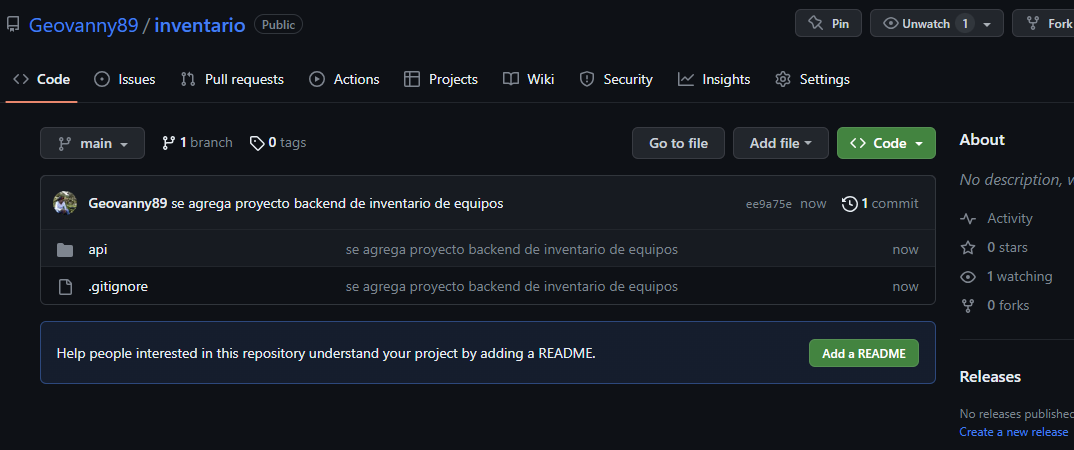 Geovanny89 / inventario Public Pin Unwatch 1 Fork
Code Issues Pull requests Actions Projects Wiki Security Insights Settings
main 1 branch 0 tags Go to file Add file Code
Geovanny89 se agrega proyecto backend de inventario de equipos ee9a75e now 1 commit
api se agrega proyecto backend de inventario de equipos now
.gitignore se agrega proyecto backend de inventario de equipos now
Help people interested in this repository understand your project by adding a README. Add a README
About
No description,
Activity
0 stars
1 watching
0 forks
Releases
No releases published
Create a new release